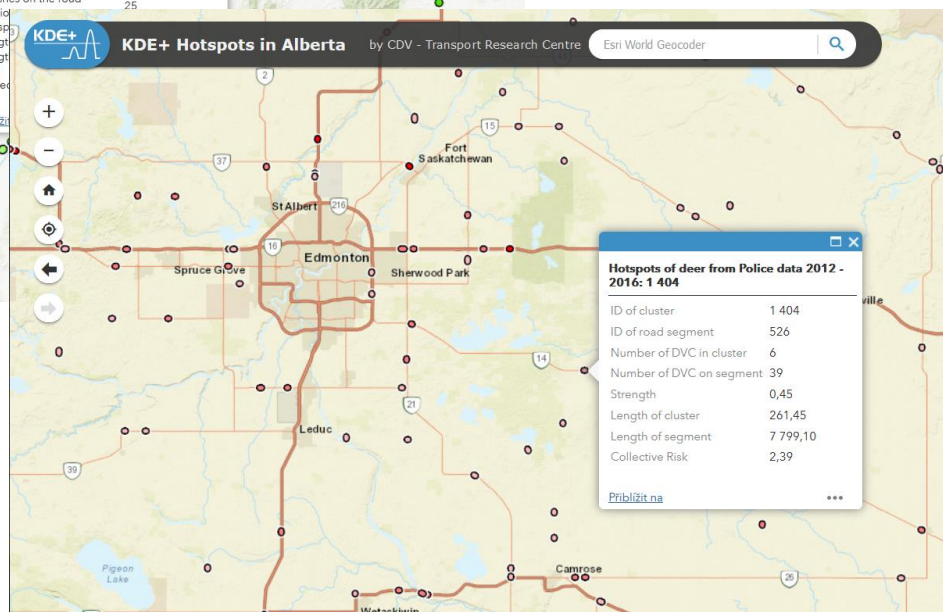 25
KDE+
KDE+ Hotspots in Alberta
by CDV - Transport Research Centre
Esri World Geocoder
2
15
Fort
Saskatchewan
37
St Albert
216
16
Edmonton
Spruce Grove
Sherwood Park
14
21
Leduc
39
Pigeon
Lake
Camrose
26
Wetaskiwin
Hotspots of deer from Police data 2012 -
2016: 1 404
ID of cluster 1 404
ID of road segment 526
Number of DVC in cluster 6
Number of DVC on segment 39
Strength 0,45
Length of cluster 261,45
Length of segment 7 799,10
Collective Risk 2,39
Přiblížit na